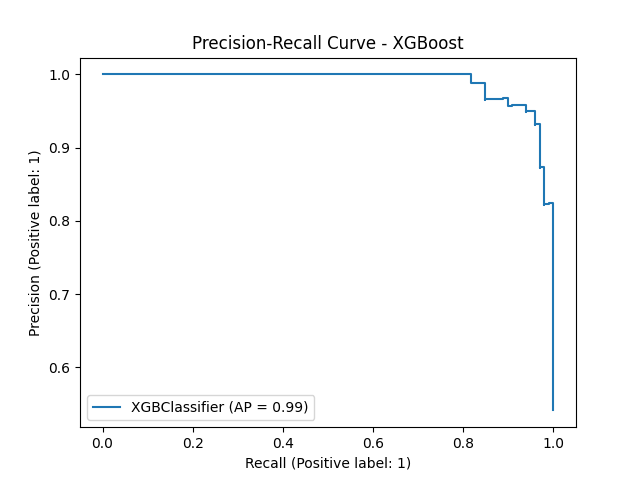 Precision-Recall Curve - XGBoost
Precision (Positive label: 1)
1.0
0.9
0.8
0.7
0.6
XGBClassifier (AP = 0.99)
0.0 0.2 0.4 0.6 0.8 1.0
Recall (Positive label: 1)